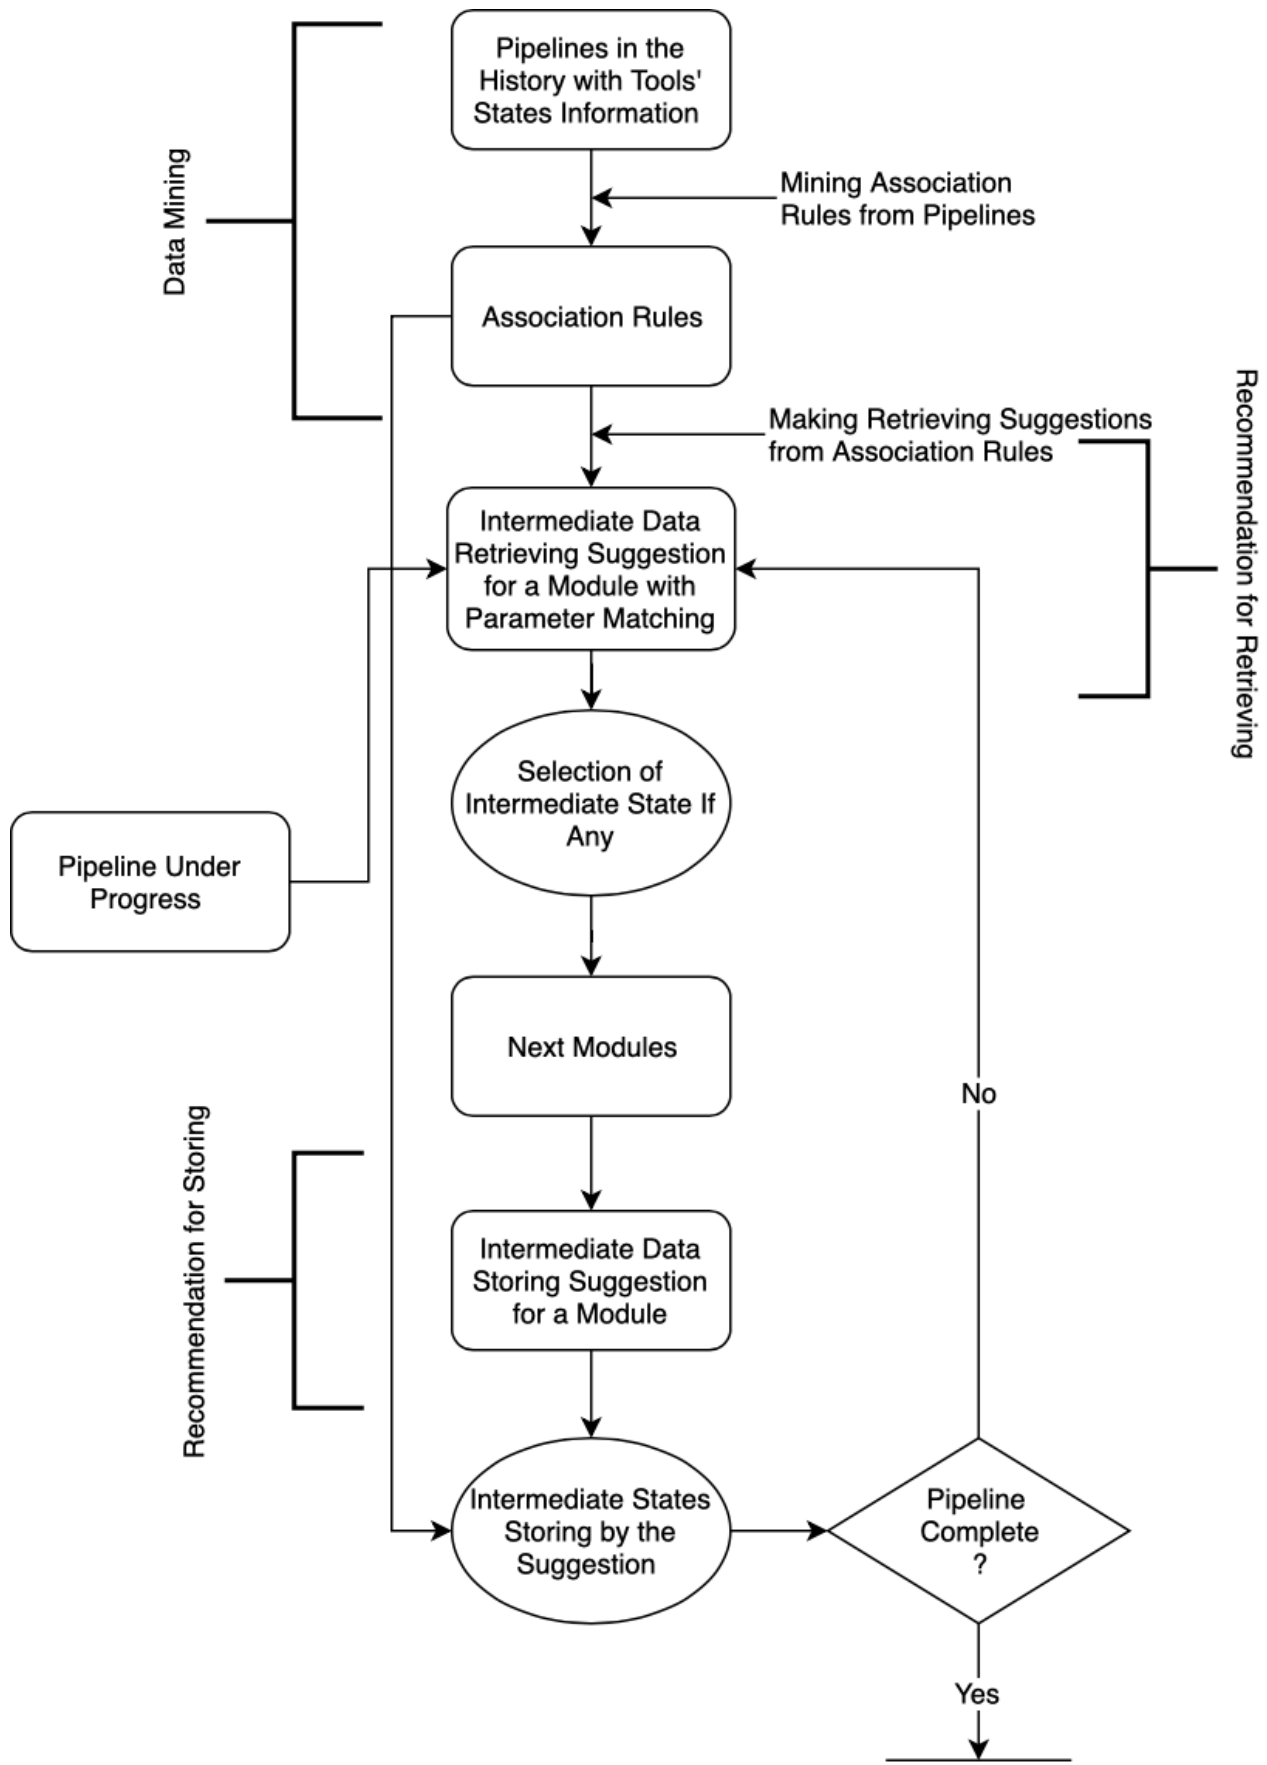 Pipelines in the
History with Tools'
States Information
Data Mining
Mining Association
Rules from Pipelines
Association Rules
Making Retrieving Suggestions
from Association Rules
Recommendation for Retrieving
Intermediate Data
Retrieving Suggestion
for a Module with
Parameter Matching
Selection of
Intermediate State If
Any
Pipeline Under
Progress
Next Modules
No
Recommendation for Storing
Intermediate Data
Storing Suggestion
for a Module
Intermediate States
Storing by the
Suggestion
Pipeline
Complete
?
Yes